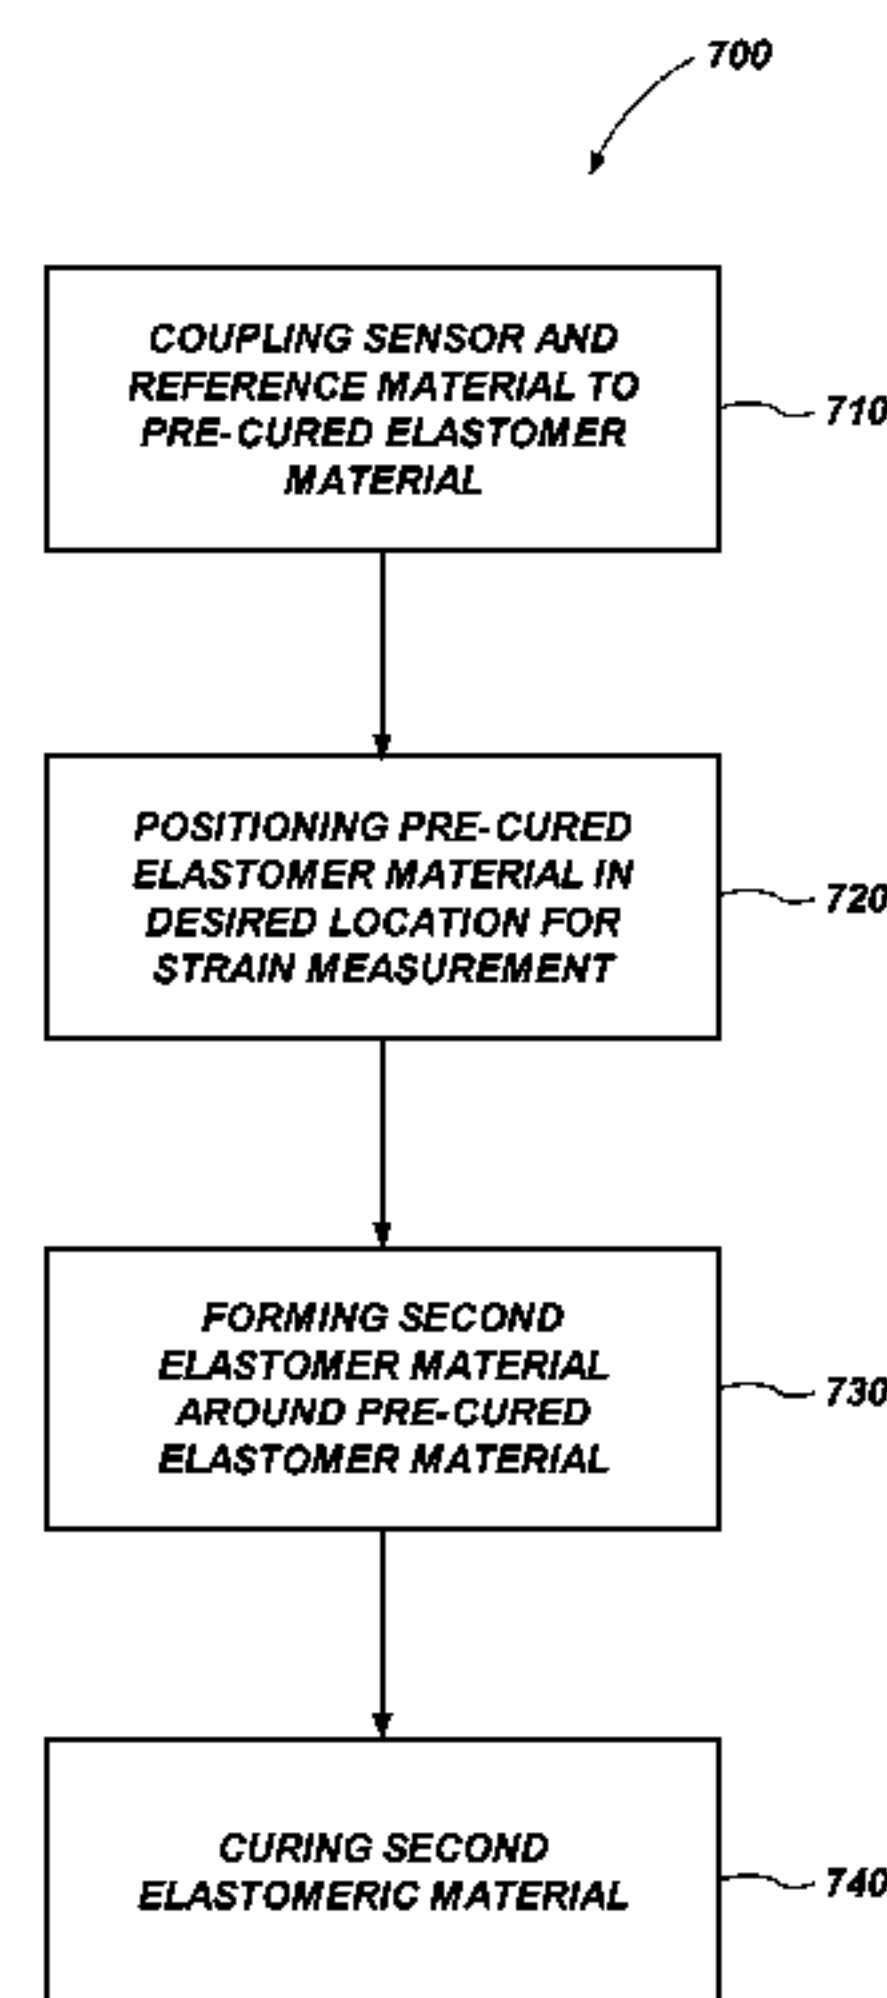 700
COUPLING SENSOR AND
REFERENCE MATERIAL TO
PRE-CURED ELASTOMER
MATERIAL
710
POSITIONING PRE-CURED
ELASTOMER MATERIAL IN
DESIRED LOCATION FOR
STRAIN MEASUREMENT
720
FORMING SECOND
ELASTOMER MATERIAL
AROUND PRE-CURED
ELASTOMER MATERIAL
730
CURING SECOND
ELASTOMERIC MATERIAL
740